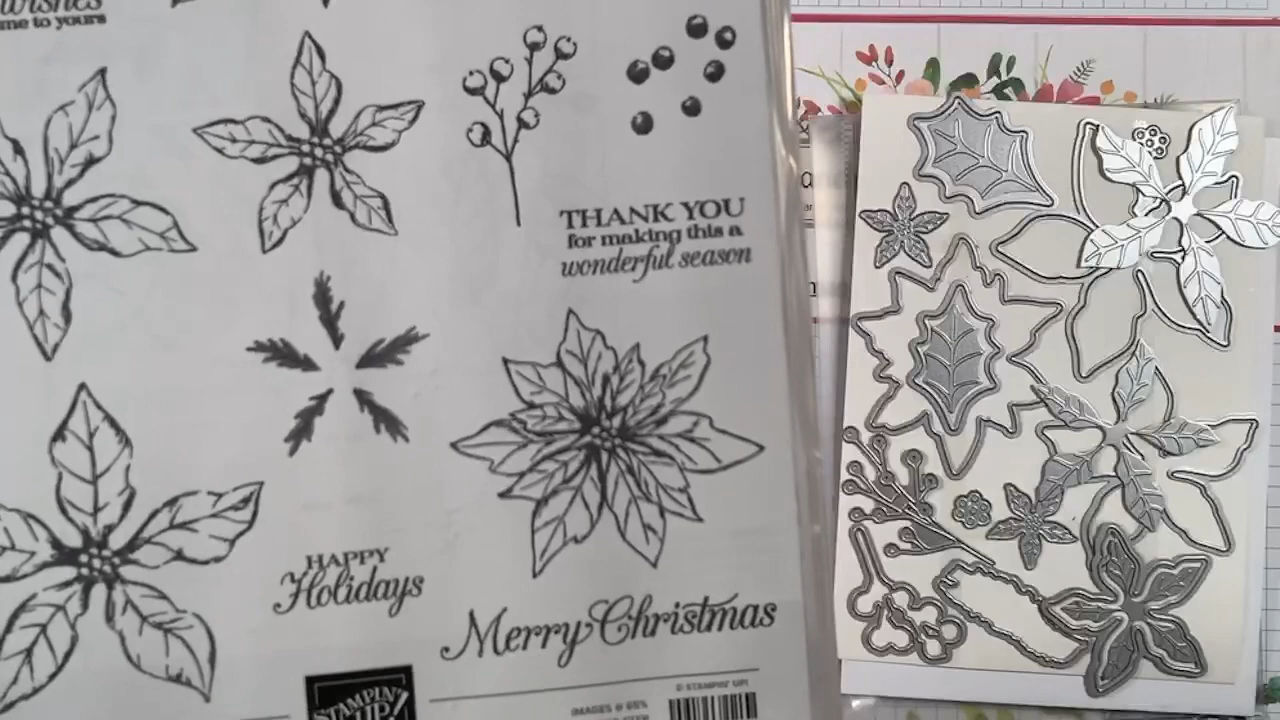 wishes
me to yours
THANK YOU
for making this a
wonderful season
HAPPY
Holidays
Merry Christmas
STAMPIN'
UP!
© STAMPIN' UP!
IMAGES @ 65%